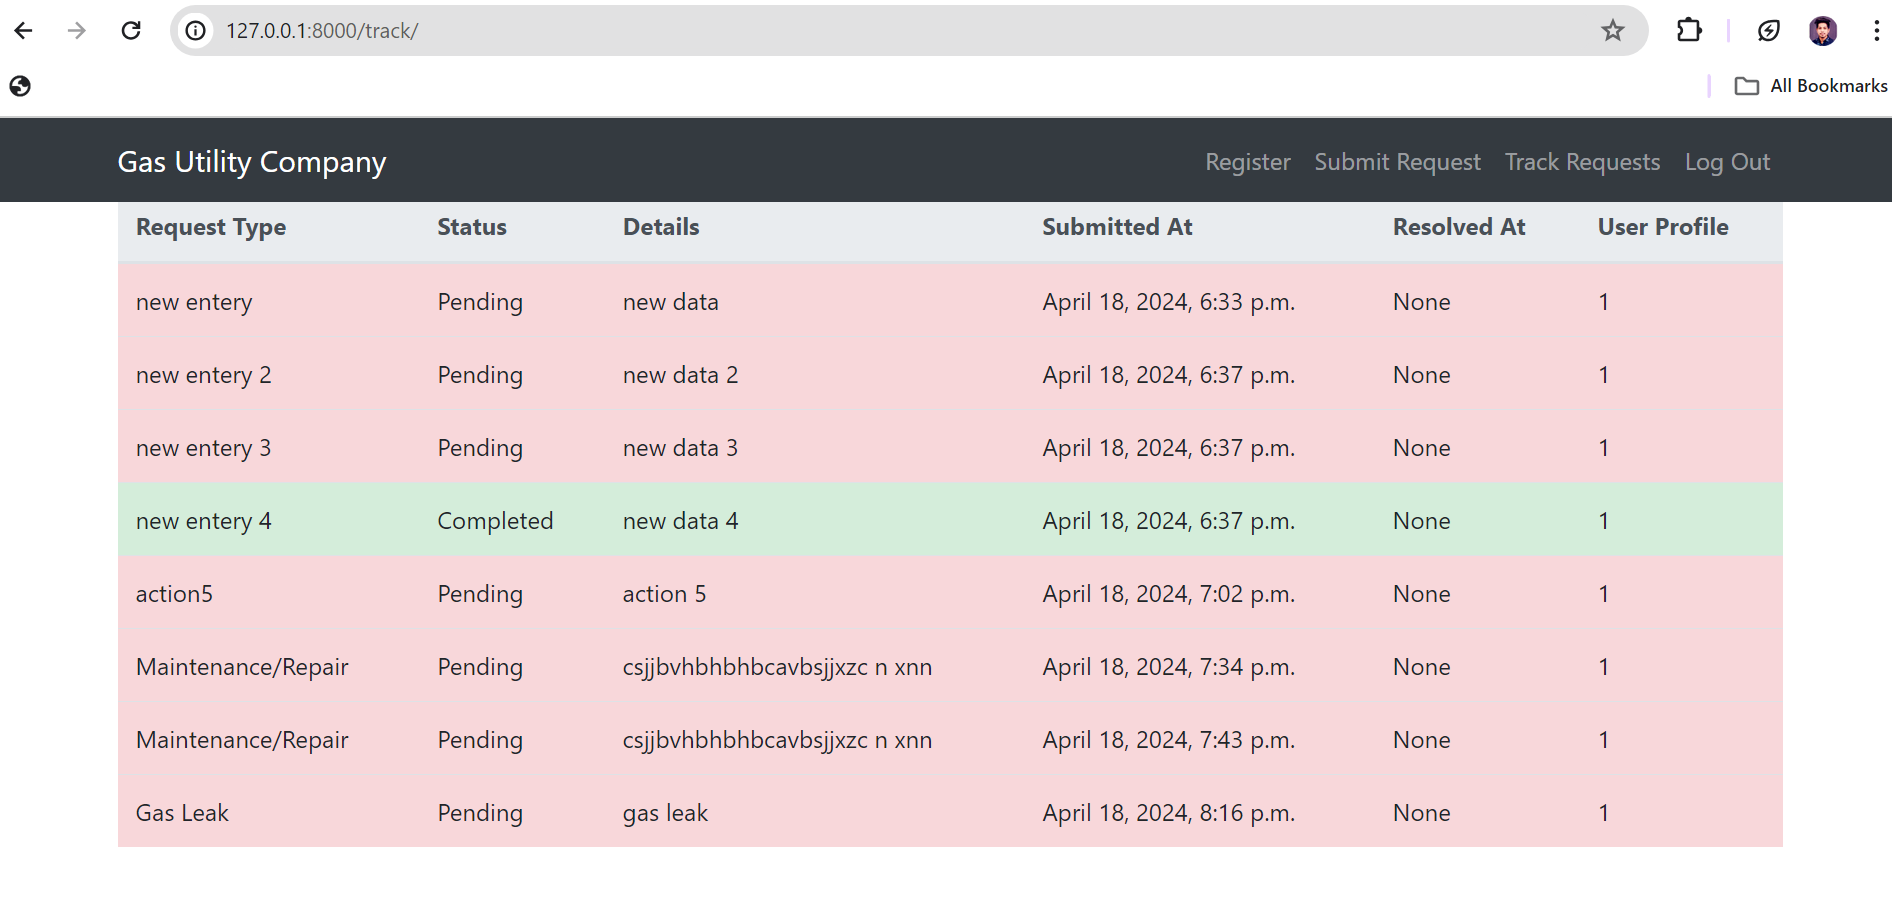 127.0.0.1:8000/track/
All Bookmarks
Gas Utility Company Register Submit Request Track Requests Log Out
Request Type Status Details Submitted At Resolved At User Profile
new entery Pending new data April 18, 2024, 6:33 p.m. None 1
new entery 2 Pending new data 2 April 18, 2024, 6:37 p.m. None 1
new entery 3 Pending new data 3 April 18, 2024, 6:37 p.m. None 1
new entery 4 Completed new data 4 April 18, 2024, 6:37 p.m. None 1
action5 Pending action 5 April 18, 2024, 7:02 p.m. None 1
Maintenance/Repair Pending csjjbvhbhbhbcavbsjjxzc n xnn April 18, 2024, 7:34 p.m. None 1
Maintenance/Repair Pending csjjbvhbhbhbcavbsjjxzc n xnn April 18, 2024, 7:43 p.m. None 1
Gas Leak Pending gas leak April 18, 2024, 8:16 p.m. None 1